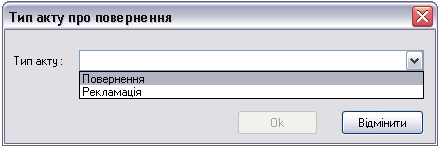 Тип акту про повернення
Тип акту :
Повернення
Рекламація
Ok
Відмінити